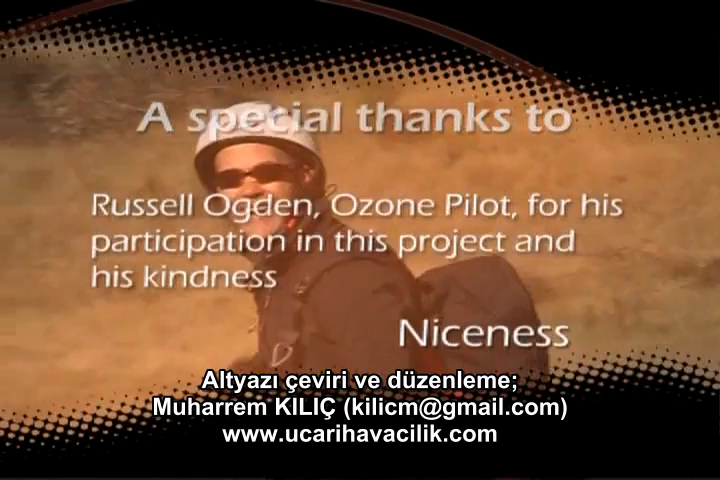 A special thanks to
Russell Ogden, Ozone Pilot, for his
participation in this project and
his kindness
Niceness
Altyazı çeviri ve düzenleme;
Muharrem KILIÇ (kilicm@gmail.com)
www.ucarihavacilik.com